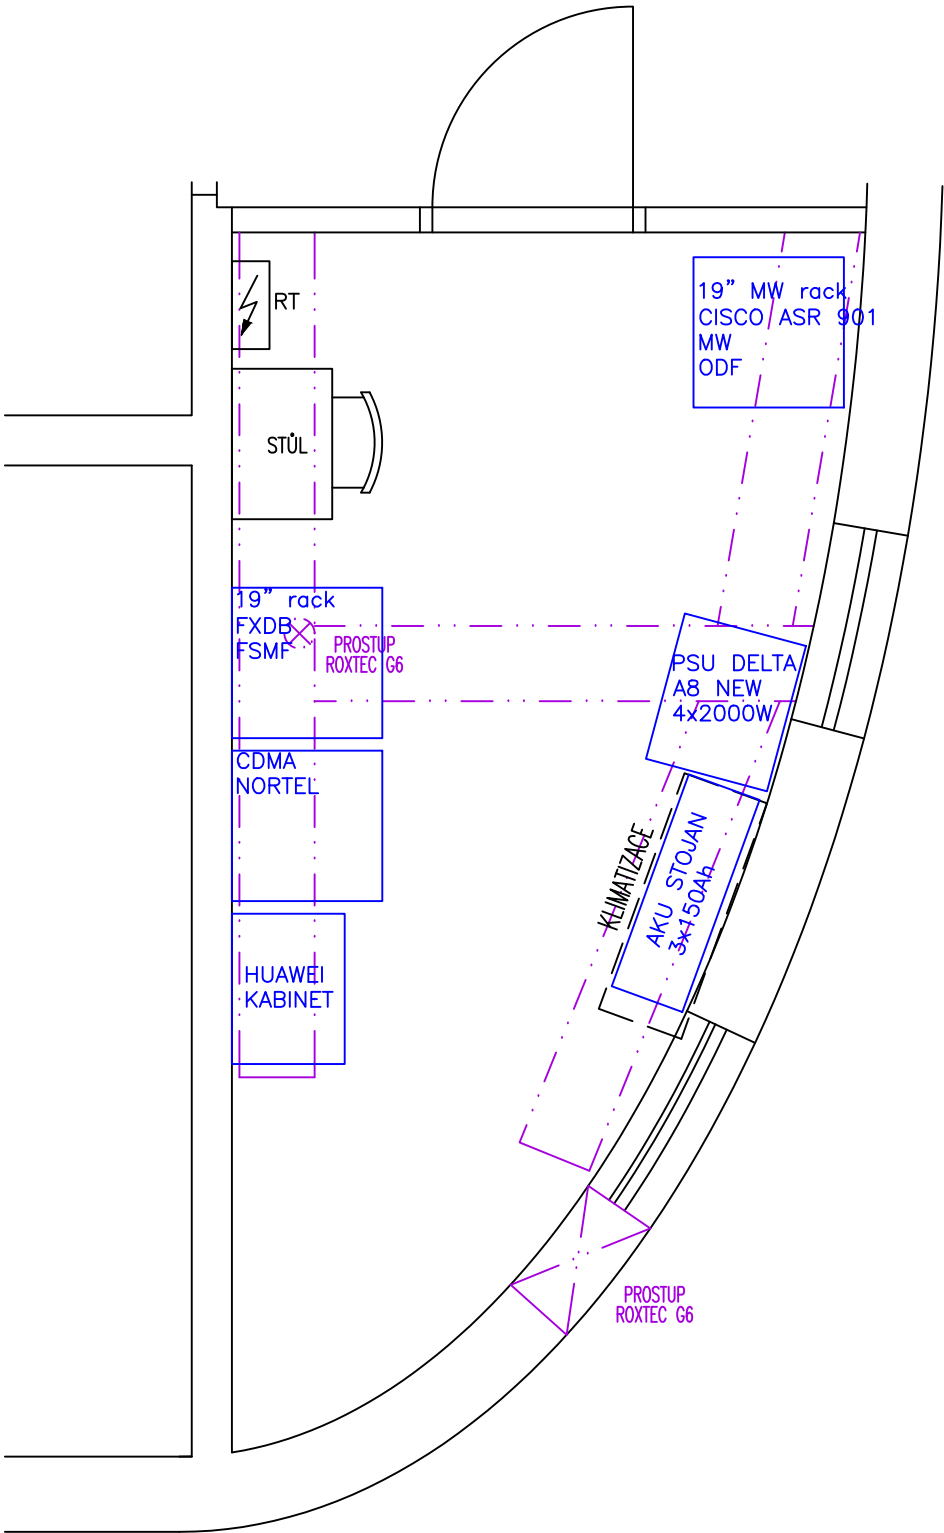 RT
19” MW rack
CISCO ASR 901
MW
ODF
STŮL
19” rack
FXDB
FSMF
PROSTUP
ROXTEC G6
PSU DELTA
A8 NEW
4x2000W
CDMA
NORTEL
KLIMATIZACE
AKU STOJAN
3x150Ah
HUAWEI
KABINET
PROSTUP
ROXTEC G6